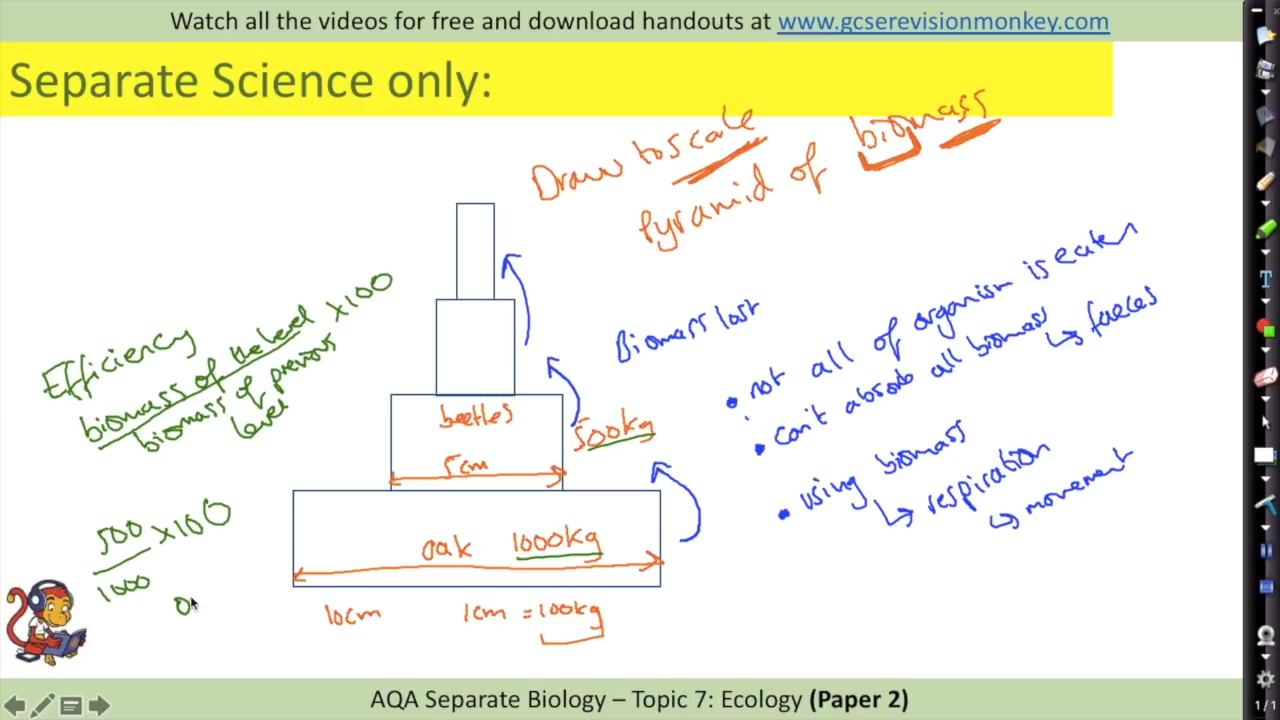 Watch all the videos for free and download handouts at www.gcserevisionmonkey.com
Separate Science only:
Draw to scale
Pyramid of biomass
Efficiency
biomass of the level x100
biomass of previous
level
Biomass lost
• not all of organism is eaten
• can't absorb all biomass
↳ faeces
• using biomass
↳ respiration
↳ movement
beetles
500kg
5cm
500 x100
1000
0
oak 1000kg
10cm 1cm = 100kg
AQA Separate Biology – Topic 7: Ecology (Paper 2)
T
1/1